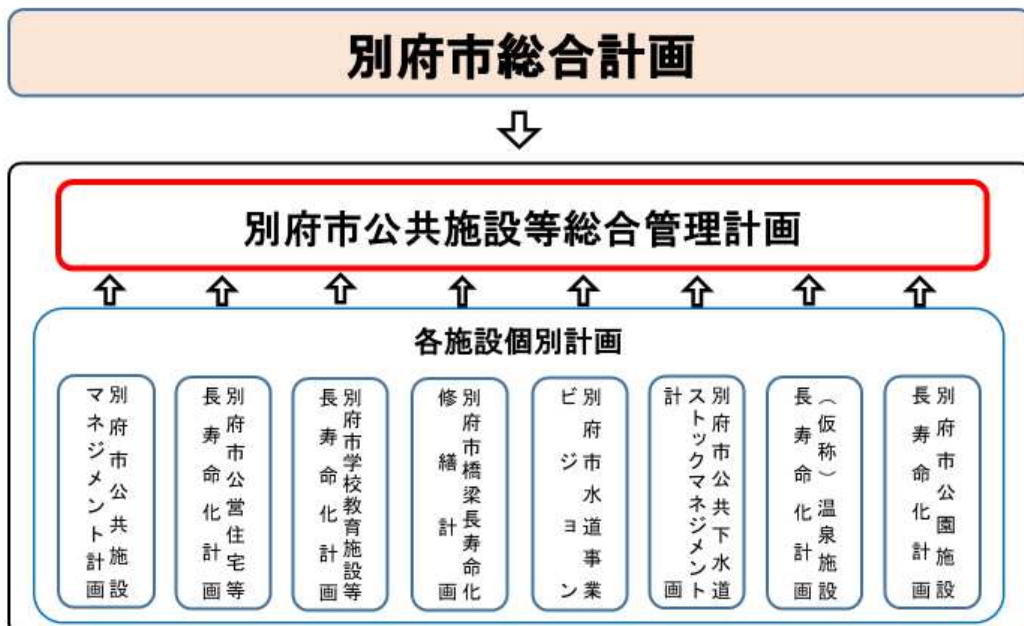 別府市総合計画
別府市公共施設等総合管理計画
各施設個別計画
別府市公共施設
マネジメント計画
別府市公営住宅等
長寿命化計画
別府市学校教育施設等
長寿命化計画
別府市橋梁長寿命化
修繕計画
別府市水道事業
ビジョン
別府市公共下水道
ストックマネジメント
計画
（仮称）温泉施設
長寿命化計画
別府市公園施設
長寿命化計画